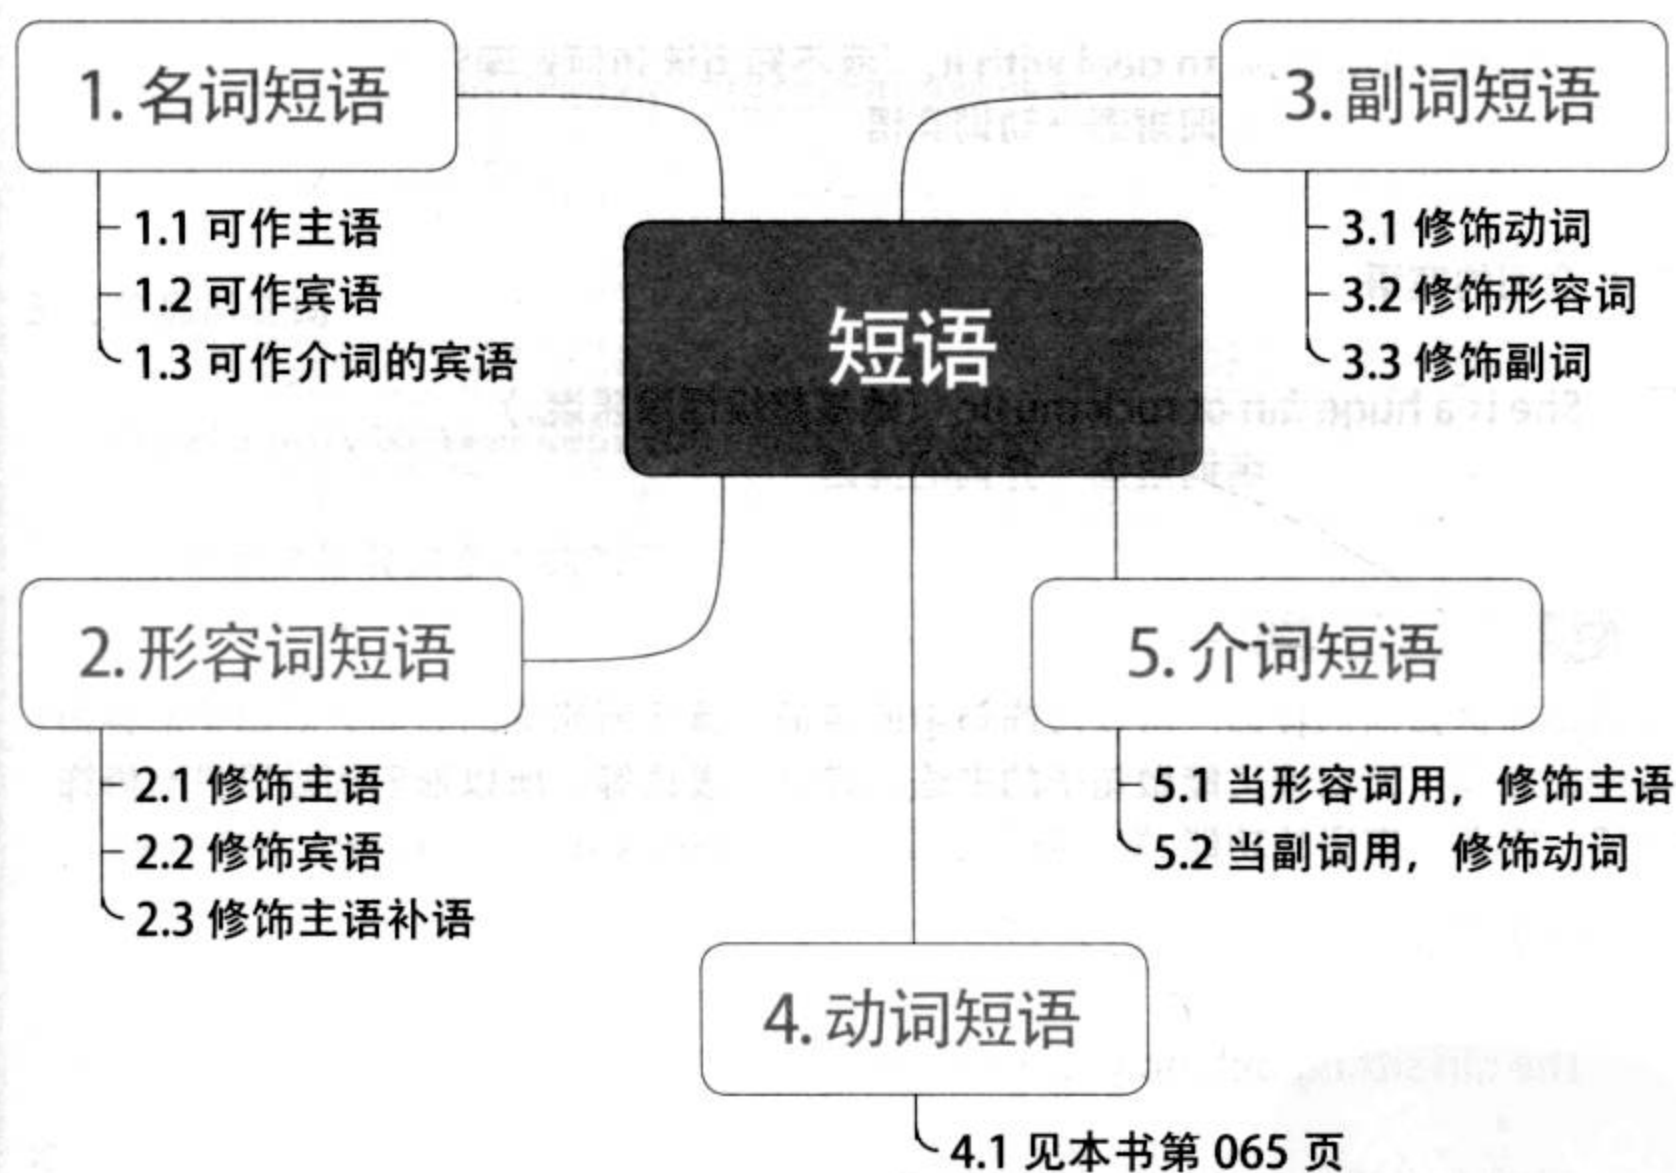 1. 名词短语
1.1 可作主语
1.2 可作宾语
1.3 可作介词的宾语
3. 副词短语
3.1 修饰动词
3.2 修饰形容词
3.3 修饰副词
短语
2. 形容词短语
2.1 修饰主语
2.2 修饰宾语
2.3 修饰主语补语
5. 介词短语
5.1 当形容词用，修饰主语
5.2 当副词用，修饰动词
4. 动词短语
4.1 见本书第 065 页